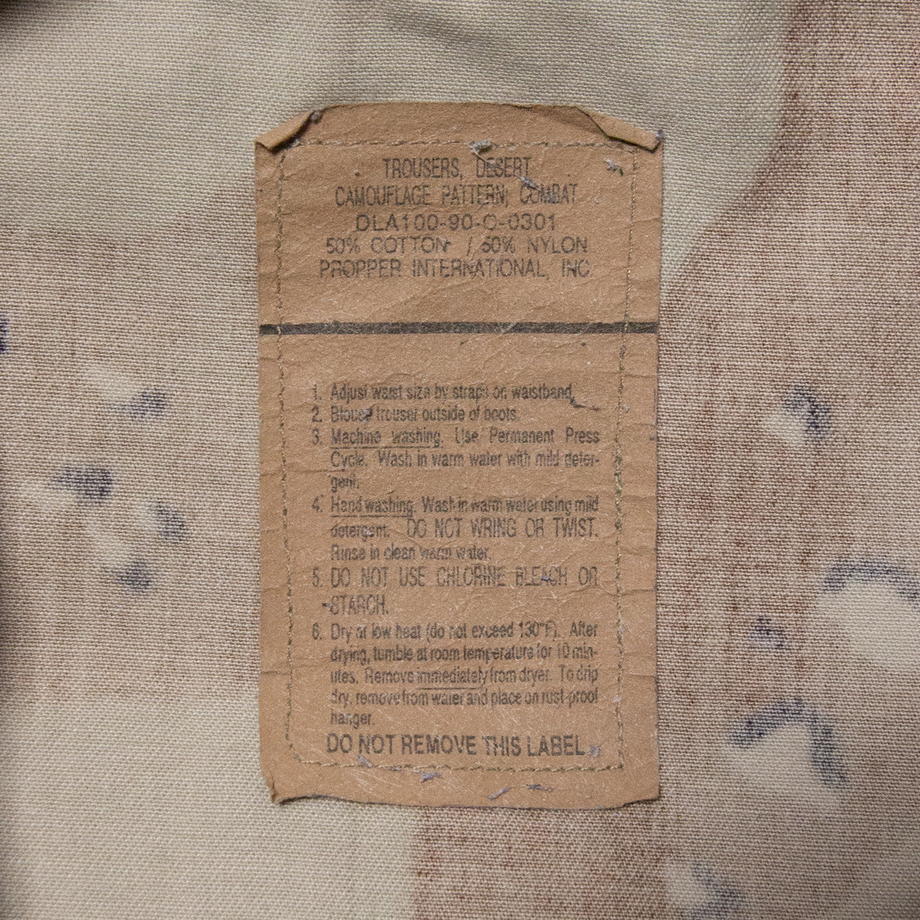 TROUSERS, DESERT
CAMOUFLAGE PATTERN; COMBAT
DLA100-90-C-0301
50% COTTON / 50% NYLON
PROPPER INTERNATIONAL, INC.
1. Adjust waist size by straps on waistband.
2. Blouse trouser outside of boots.
3. Machine washing. Use Permanent Press
Cycle. Wash in warm water with mild deter-
gent.
4. Hand washing. Wash in warm water using mild
detergent. DO NOT WRING OR TWIST.
Rinse in clean warm water.
5. DO NOT USE CHLORINE BLEACH OR
STARCH.
6. Dry at low heat (do not exceed 130°F). After
drying, tumble at room temperature for 10 min-
utes. Remove immediately from dryer. To drip
dry, remove from water and place on rust-proof
hanger.
DO NOT REMOVE THIS LABEL